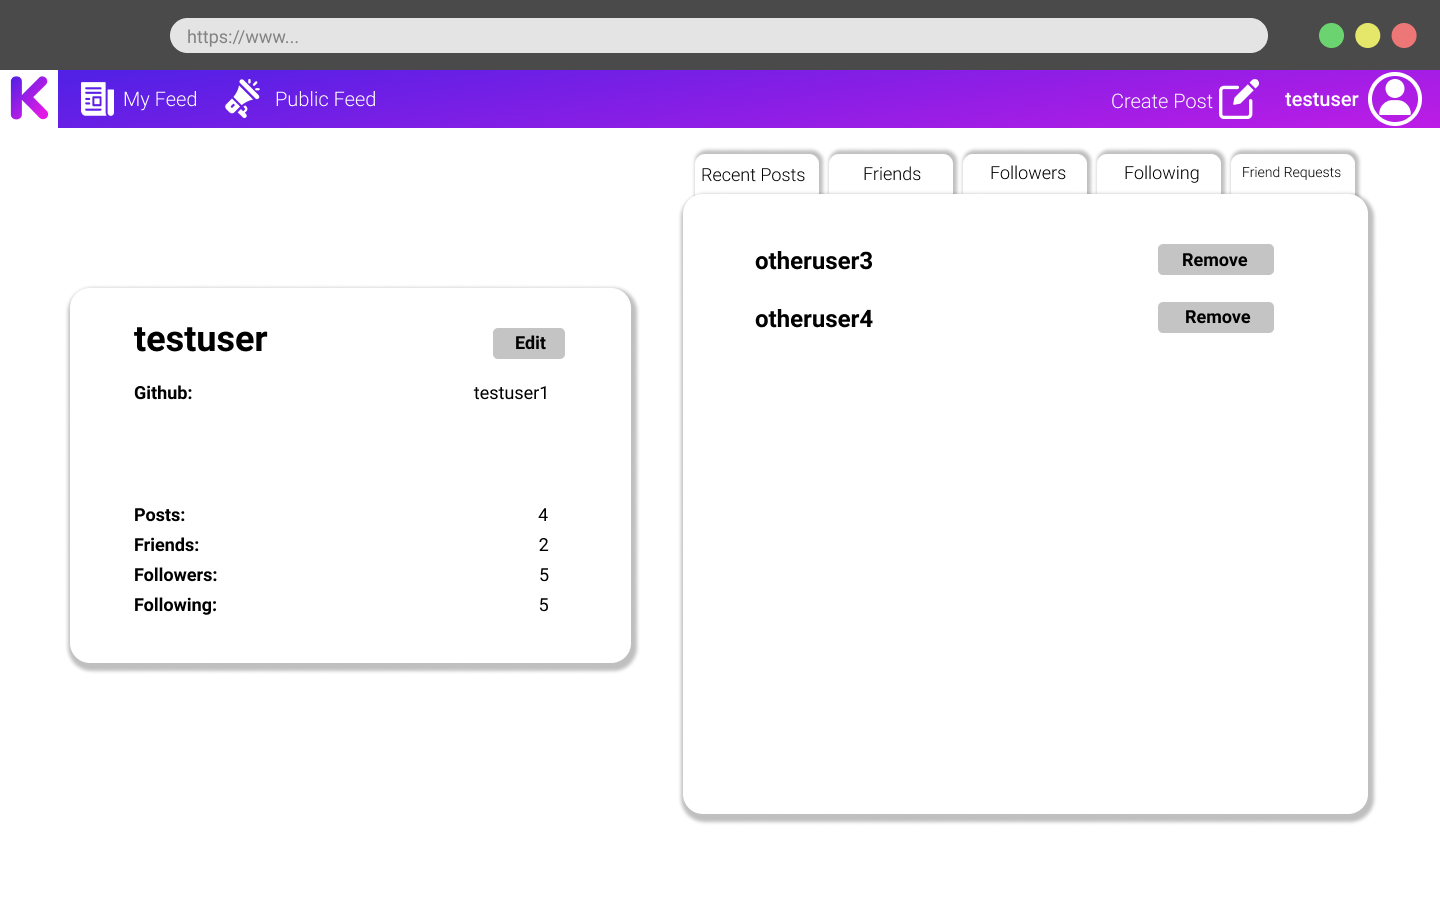 https://www...
K
My Feed
Public Feed
Create Post
testuser
Recent Posts
Friends
Followers
Following
Friend Requests
testuser
Edit
Github: testuser1
Posts: 4
Friends: 2
Followers: 5
Following: 5
otheruser3 Remove
otheruser4 Remove